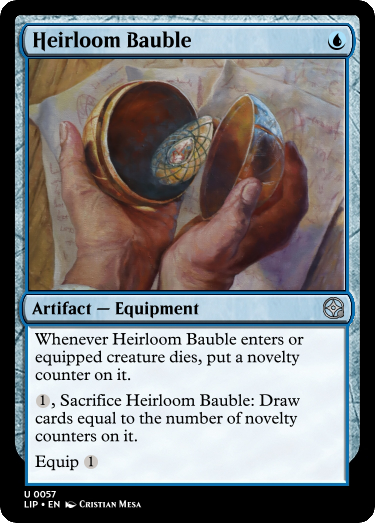 Heirloom Bauble
Artifact — Equipment
Whenever Heirloom Bauble enters or
equipped creature dies, put a novelty
counter on it.
1, Sacrifice Heirloom Bauble: Draw
cards equal to the number of novelty
counters on it.
Equip 1
U 0057
LIP • EN Cristian Mesa